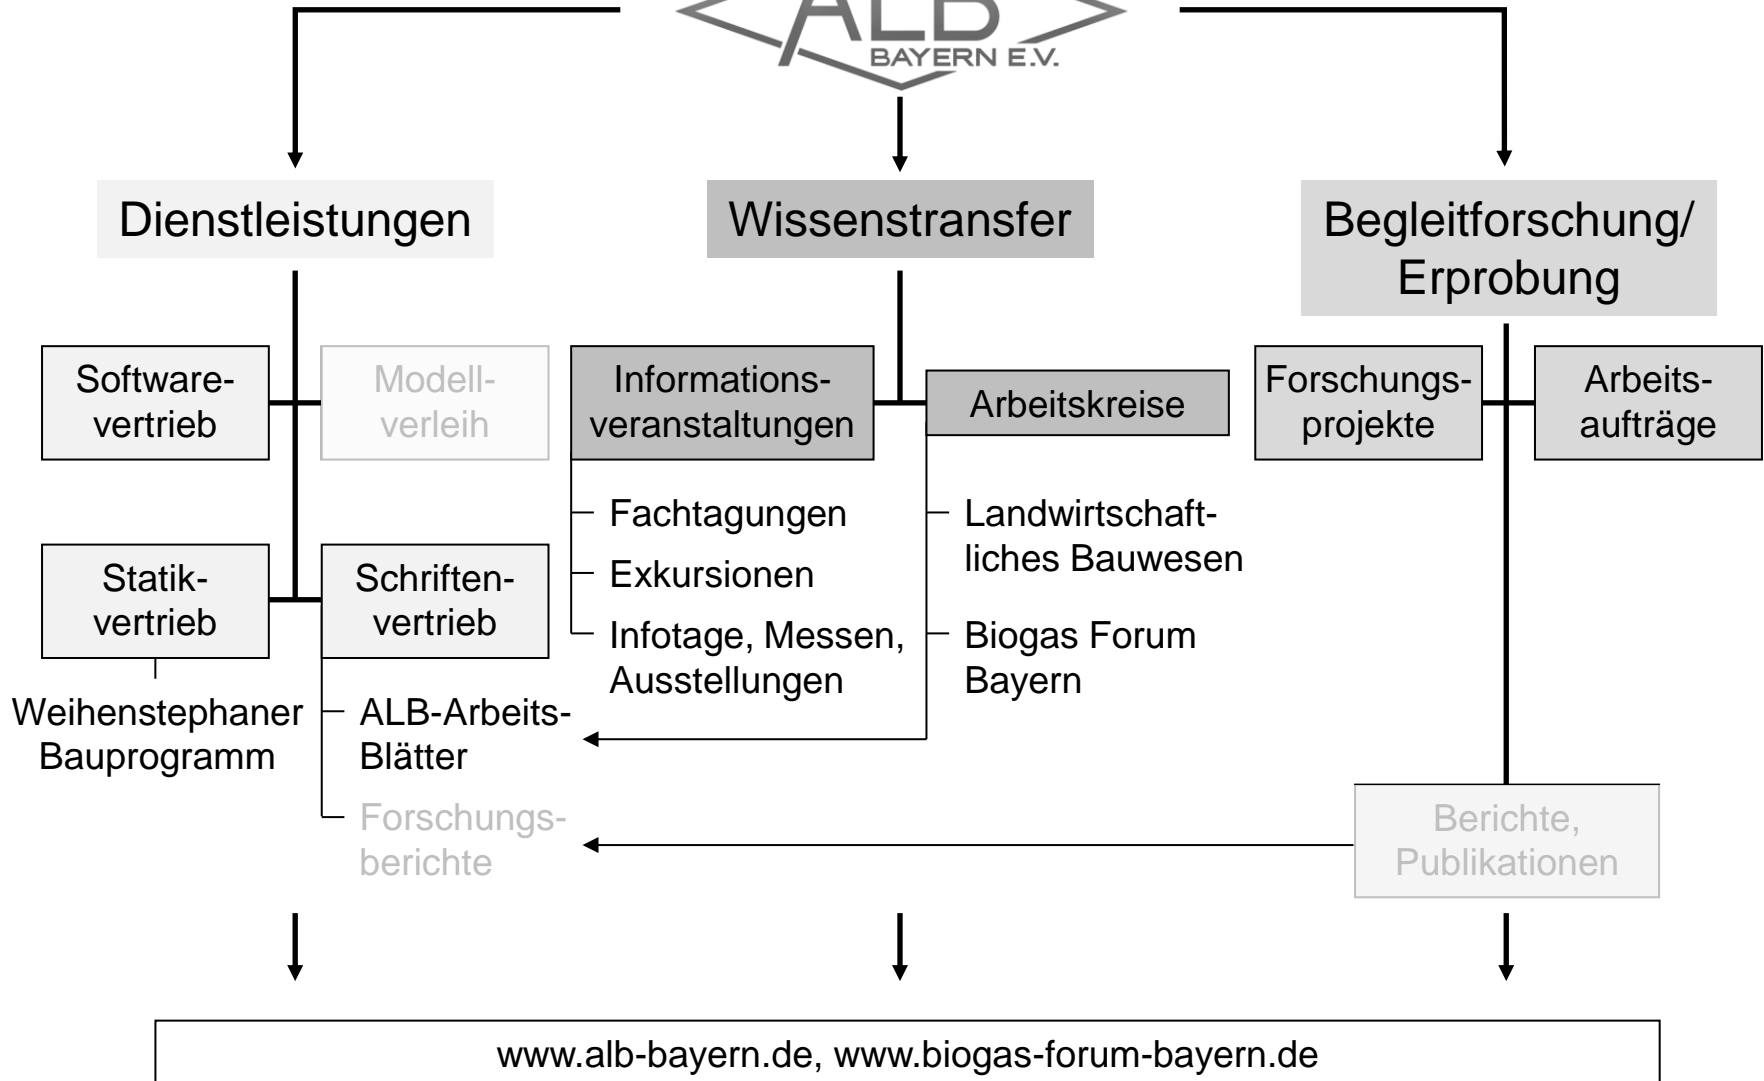 ALB
BAYERN E.V.
Dienstleistungen
Wissenstransfer
Begleitforschung/
Erprobung
Software-
vertrieb
Modell-
verleih
Informations-
veranstaltungen
Arbeitskreise
Forschungs-
projekte
Arbeits-
aufträge
Fachtagungen
Exkursionen
Infotage, Messen,
Ausstellungen
Landwirtschaft-
liches Bauwesen
Biogas Forum
Bayern
Statik-
vertrieb
Schriften-
vertrieb
Weihenstephaner
Bauprogramm
ALB-Arbeits-
Blätter
Forschungs-
berichte
Berichte,
Publikationen
www.alb-bayern.de, www.biogas-forum-bayern.de